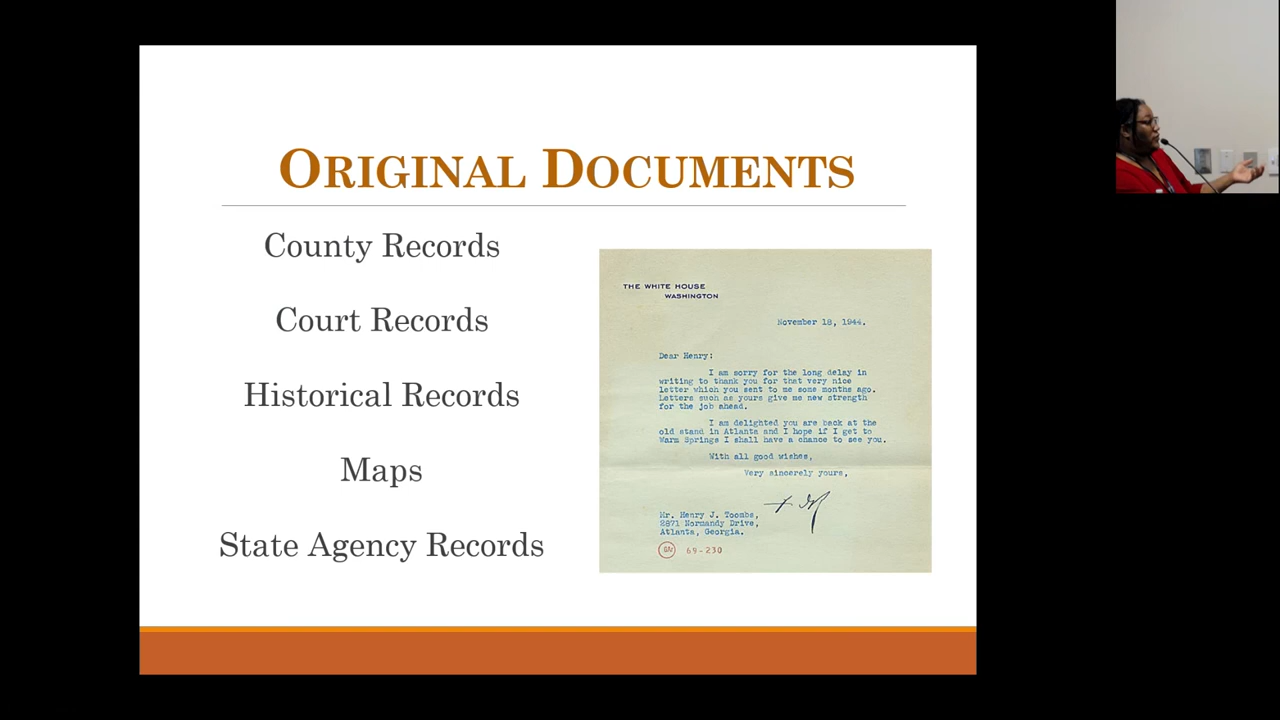 ORIGINAL DOCUMENTS
County Records
Court Records
Historical Records
Maps
State Agency Records
THE WHITE HOUSE
WASHINGTON
November 18, 1944.
Dear Henry:
I am sorry for the long delay in
writing to thank you for that very nice
letter which you sent to me some months ago.
Letters such as yours give me new strength
for the job ahead.
I am delighted you are back at the
old stand in Atlanta and I hope if I get to
Warm Springs I shall have a chance to see you.
With all good wishes,
Very sincerely yours,
Mr. Henry J. Toombs,
2871 Normandy Drive,
Atlanta, Georgia.
69-230